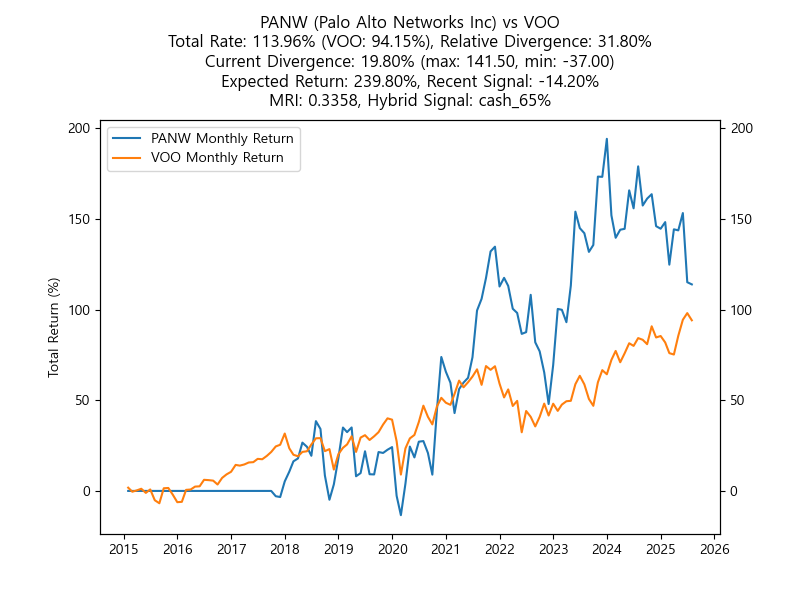 PANW (Palo Alto Networks Inc) vs VOO
Total Rate: 113.96% (VOO: 94.15%), Relative Divergence: 31.80%
Current Divergence: 19.80% (max: 141.50, min: -37.00)
Expected Return: 239.80%, Recent Signal: -14.20%
MRI: 0.3358, Hybrid Signal: cash_65%
PANW Monthly Return
VOO Monthly Return
Total Return (%)
200
150
100
50
0
200
150
100
50
0
2015 2016 2017 2018 2019 2020 2021 2022 2023 2024 2025 2026